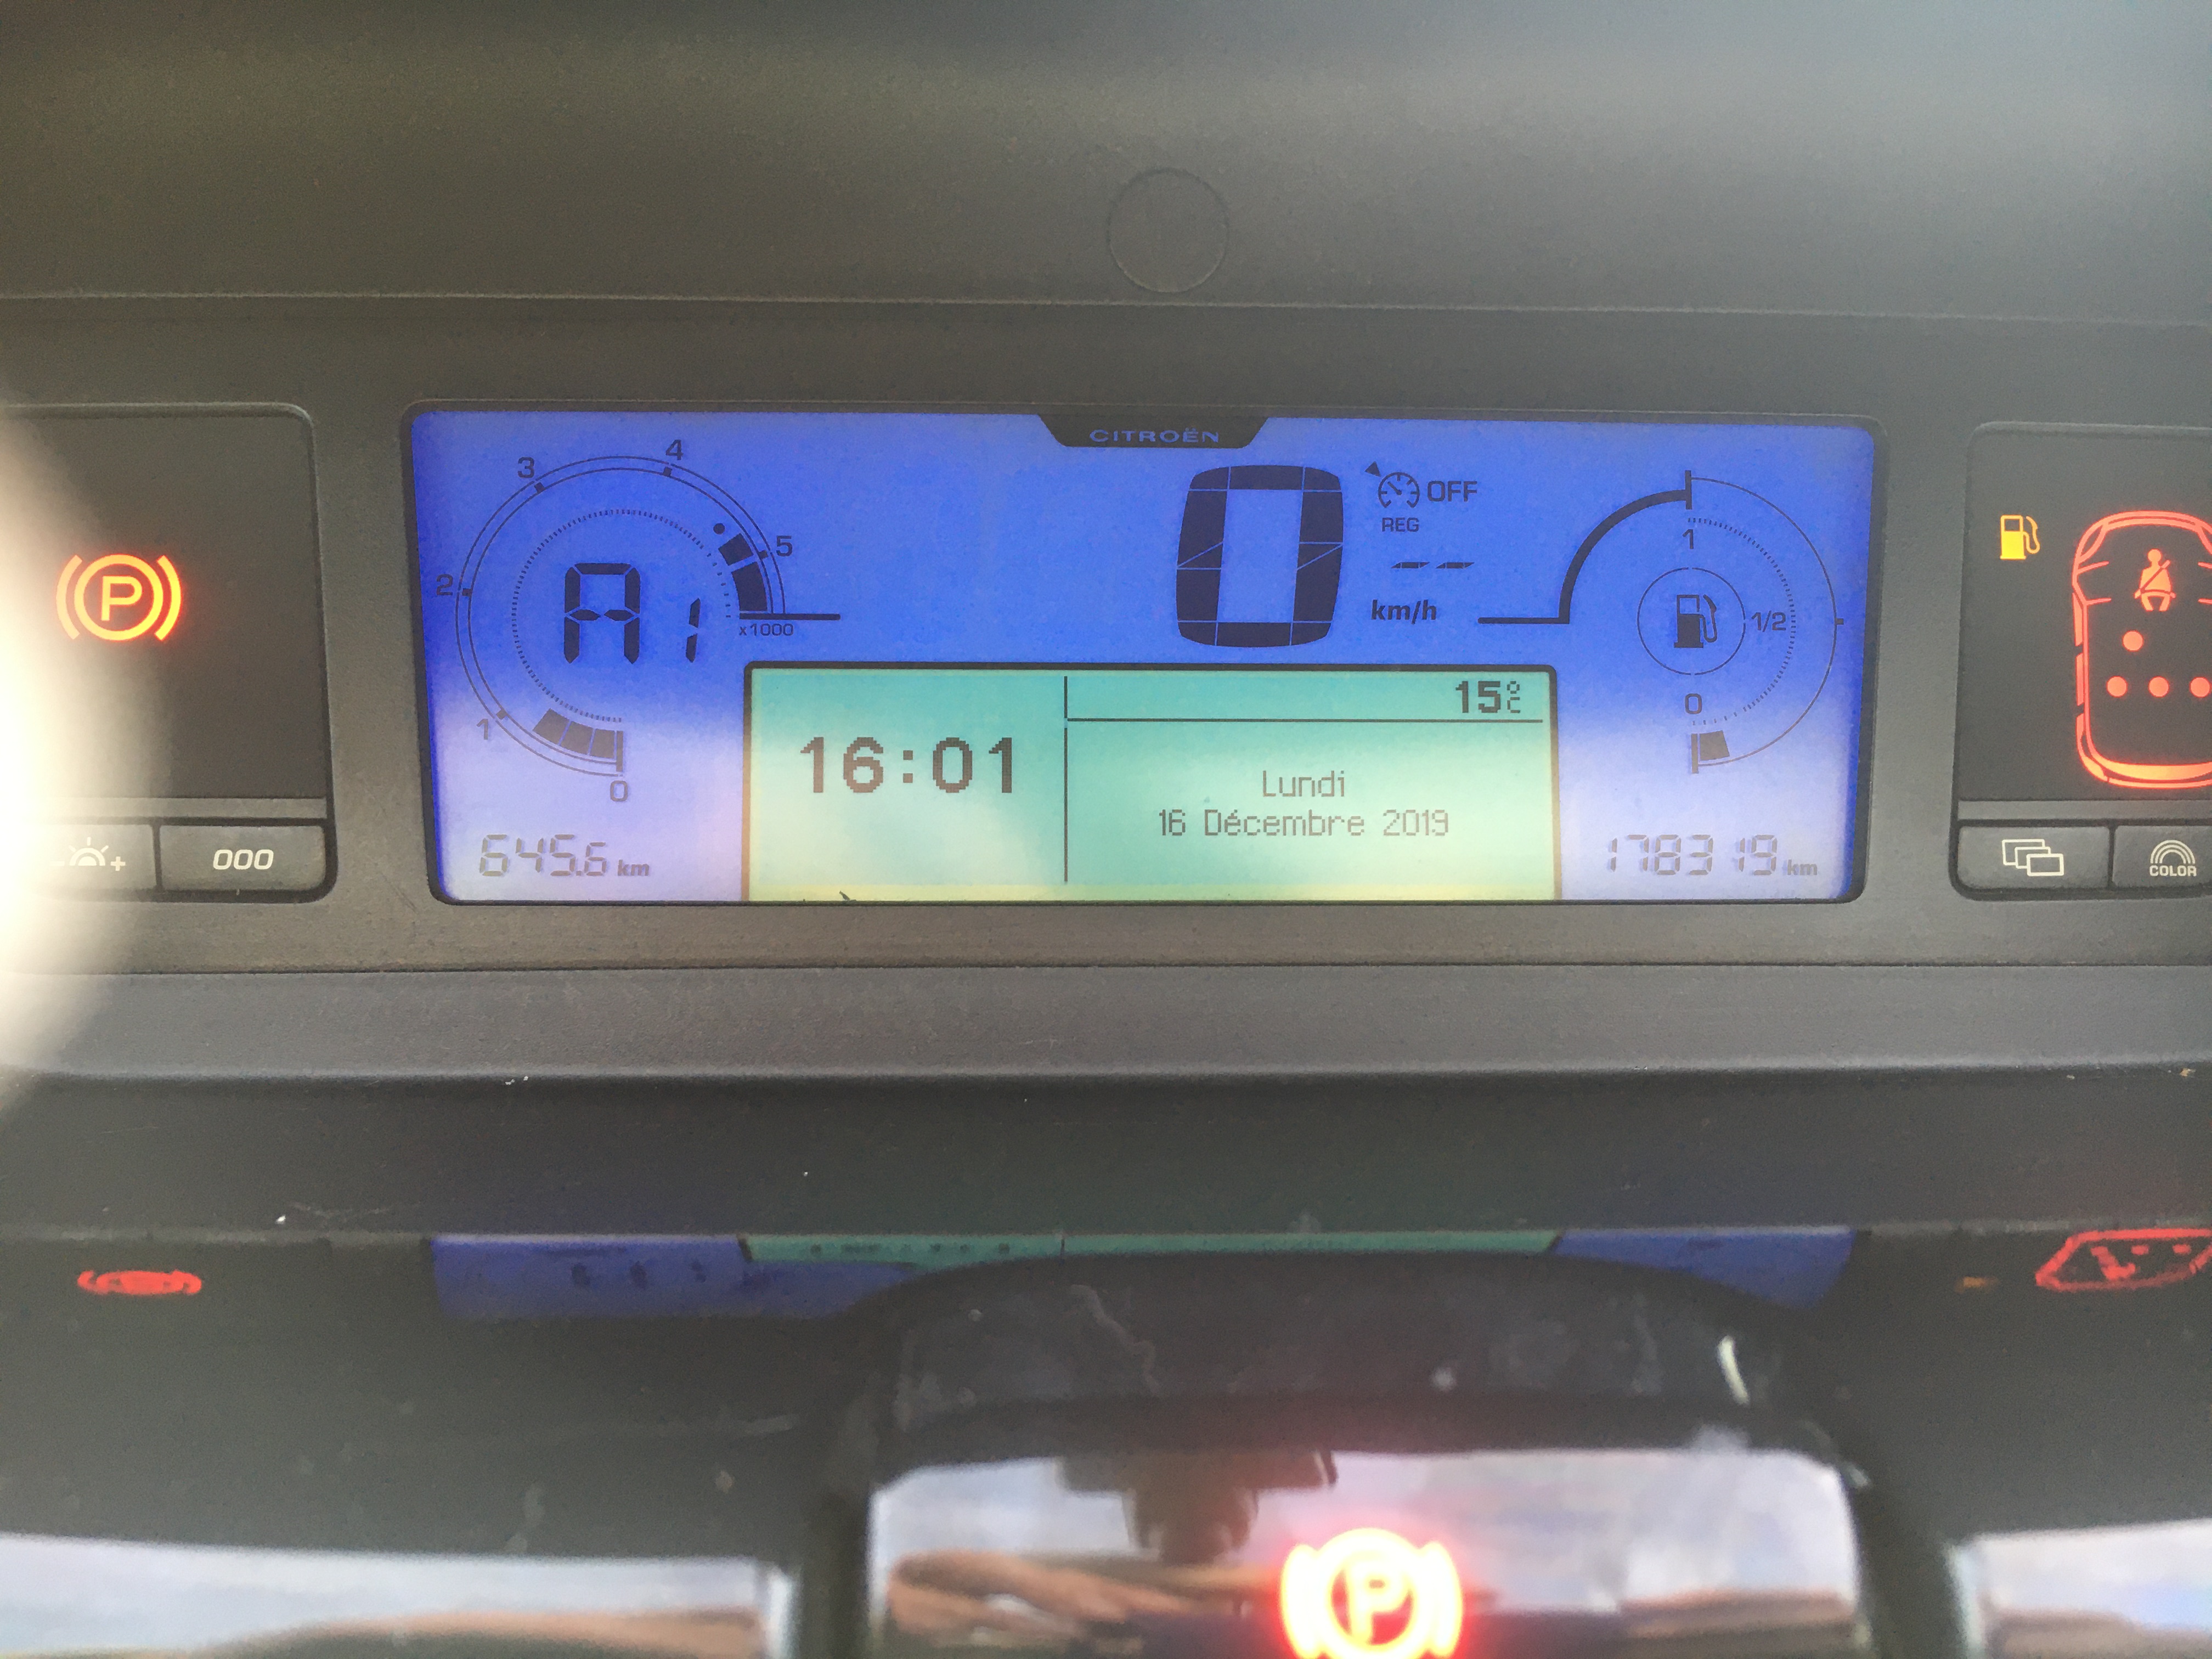 CITROËN
4
3
5
2
1
0
x1000
A1
0
OFF
REG
--
km/h
1
1/2
0
15°C
16:01
Lundi
16 Décembre 2019
645.6 km
178319 km
P
000
COLOR
P